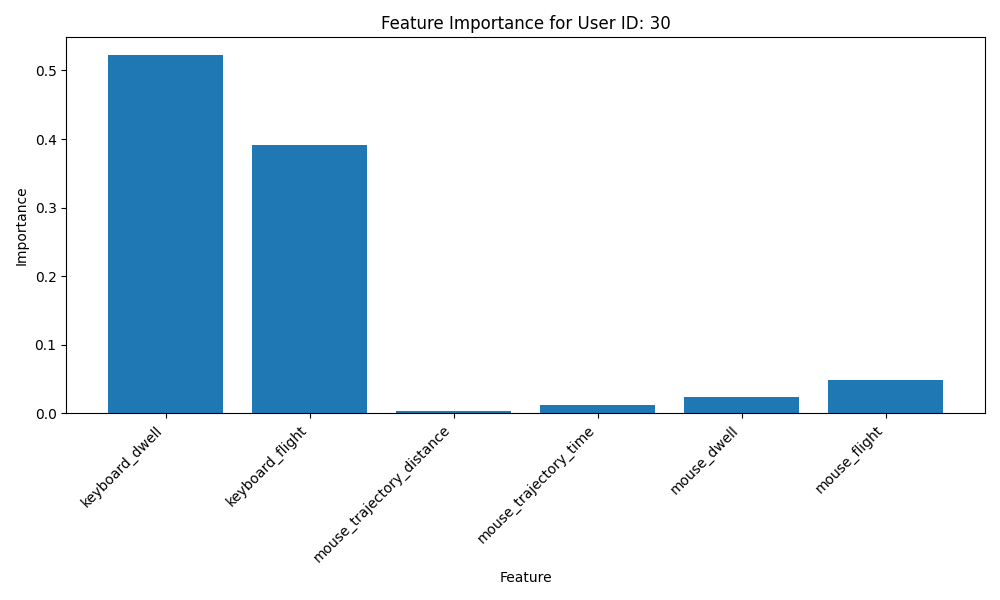 Feature Importance for User ID: 30
Importance
0.5
0.4
0.3
0.2
0.1
0.0
keyboard_dwell
keyboard_flight
mouse_trajectory_distance
mouse_trajectory_time
mouse_dwell
mouse_flight
Feature